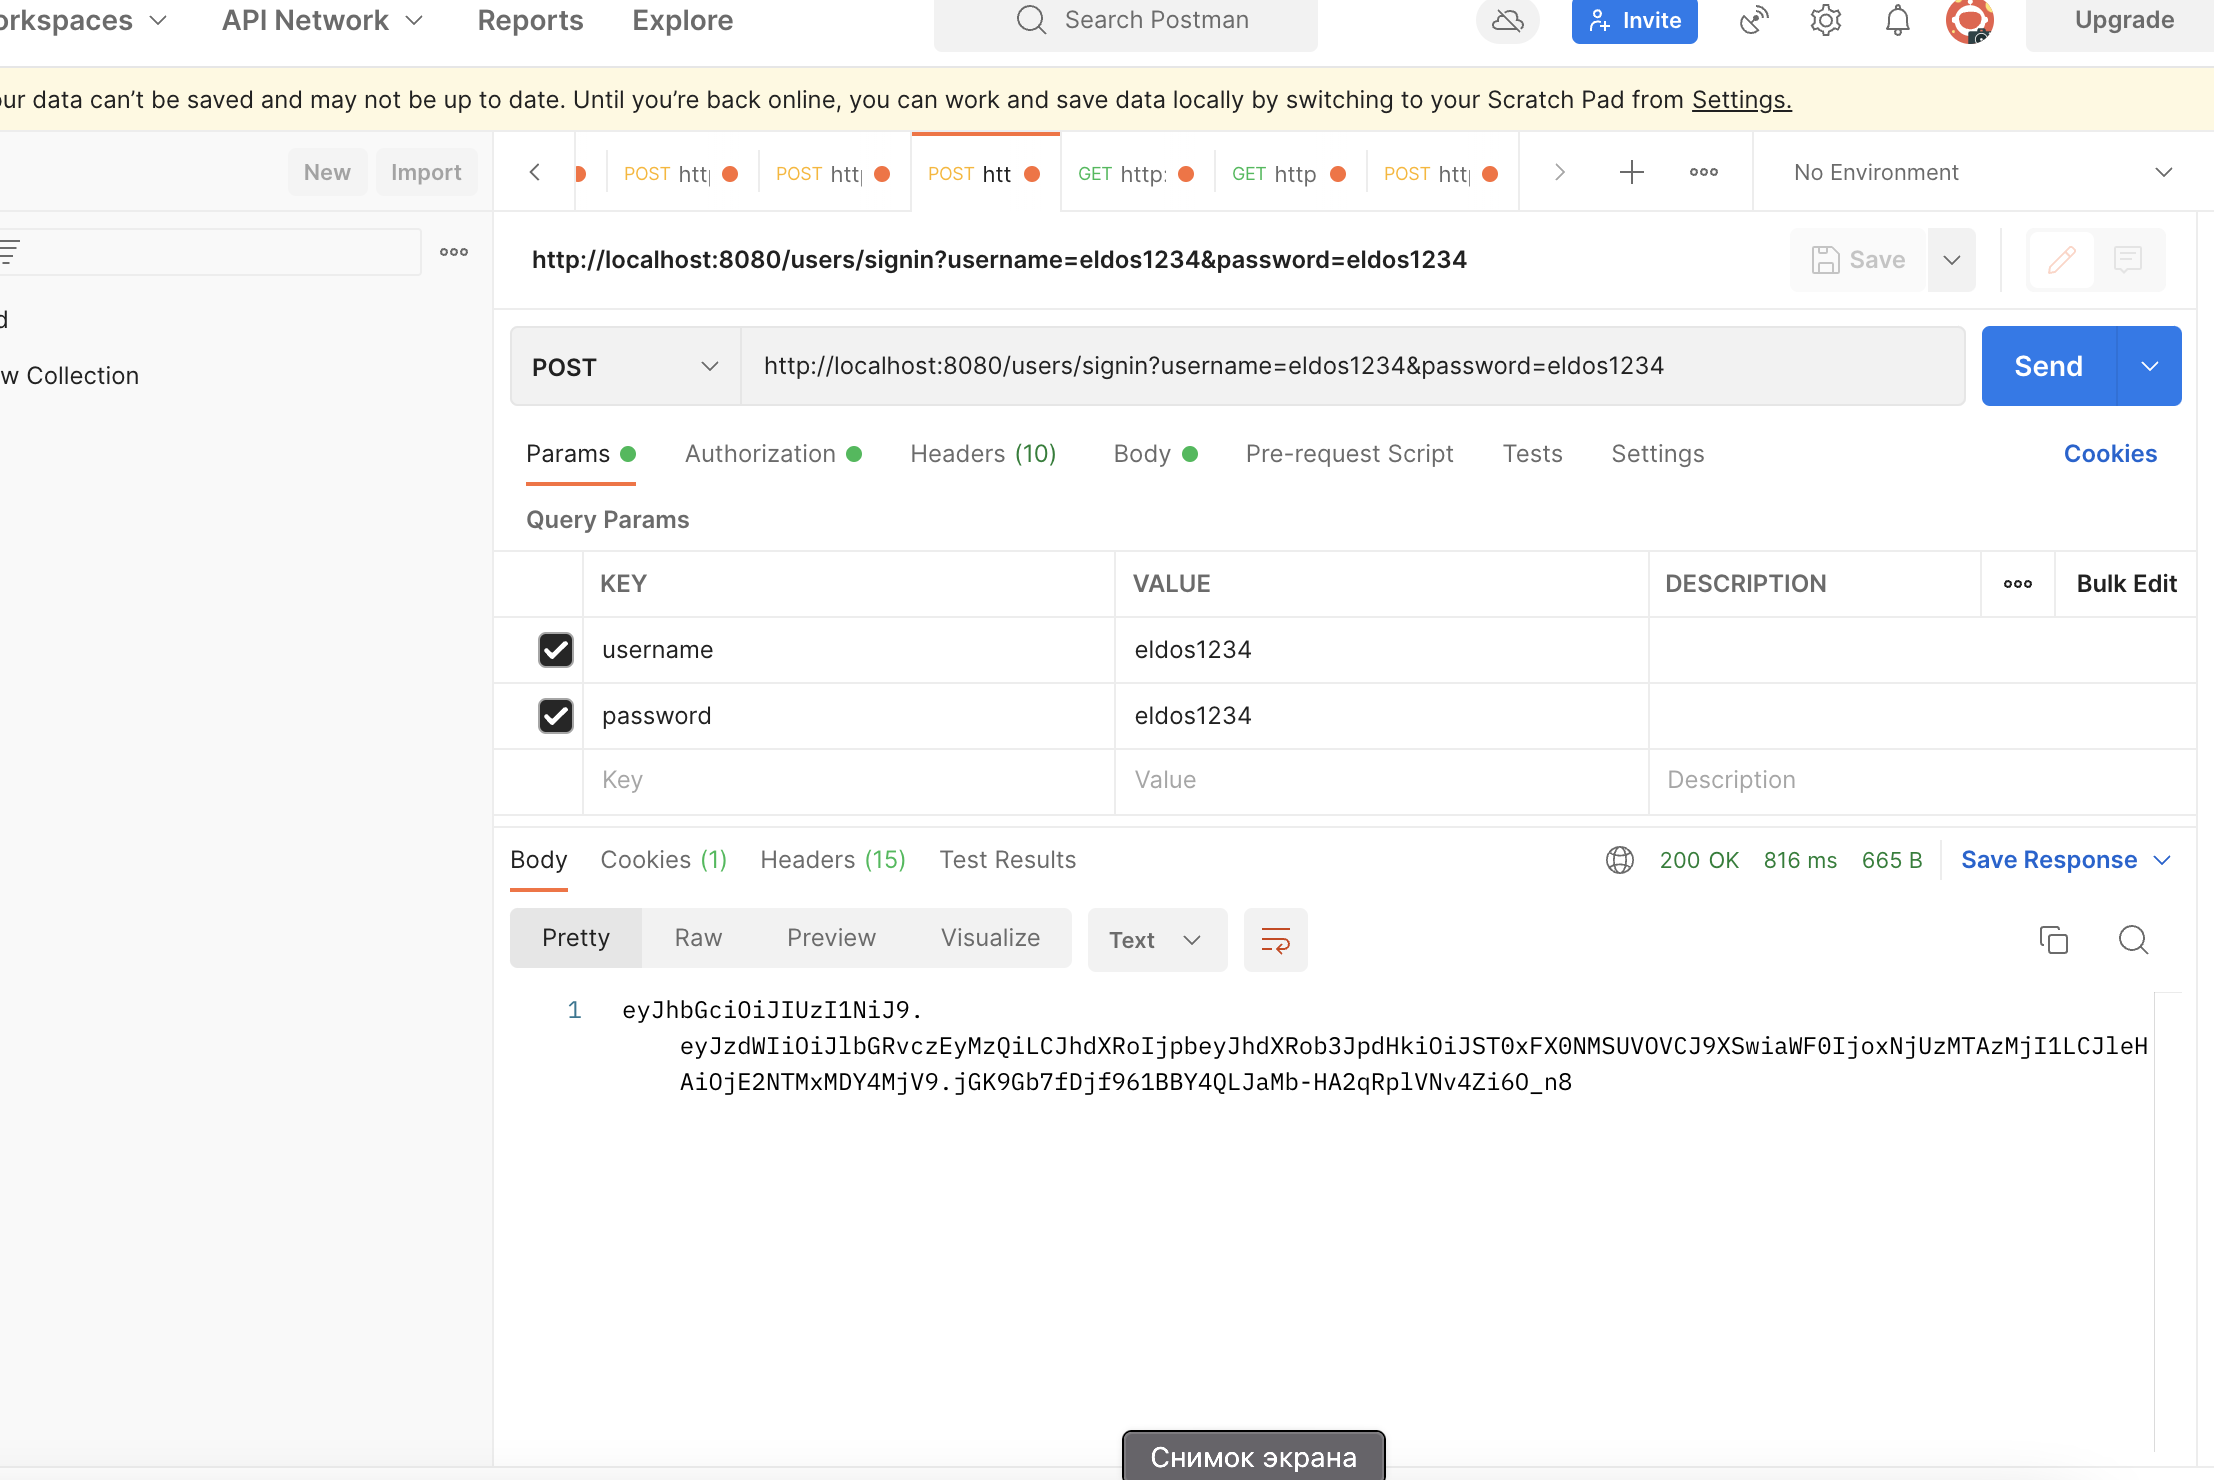 orkspaces API Network Reports Explore Search Postman Invite Upgrade
our data can’t be saved and may not be up to date. Until you’re back online, you can work and save data locally by switching to your Scratch Pad from Settings.
New Import POST http POST http POST htt GET http: GET http POST http No Environment
http://localhost:8080/users/signin?username=eldos1234&password=eldos1234 Save
d
w Collection
POST http://localhost:8080/users/signin?username=eldos1234&password=eldos1234 Send
Params Authorization Headers (10) Body Pre-request Script Tests Settings Cookies
Query Params
KEY VALUE DESCRIPTION Bulk Edit
username eldos1234
password eldos1234
Key Value Description
Body Cookies (1) Headers (15) Test Results 200 OK 816 ms 665 B Save Response
Pretty Raw Preview Visualize Text
1 eyJhbGciOiJIUzI1NiJ9.
eyJzdWIiOiJlbGRvczEyMzQiLCJhdXRoIjpbeyJhdXRob3JpdHkiOiJST0xFX0NMSUVOVCJ9XSwiaWF0IjoxNjUzMTAzMjI1LCJleH
AiOjE2NTMxMDY4MjV9.jGK9Gb7fDjf961BBY4QLJaMb-HA2qRplVNv4Zi6O_n8
Снимок экрана